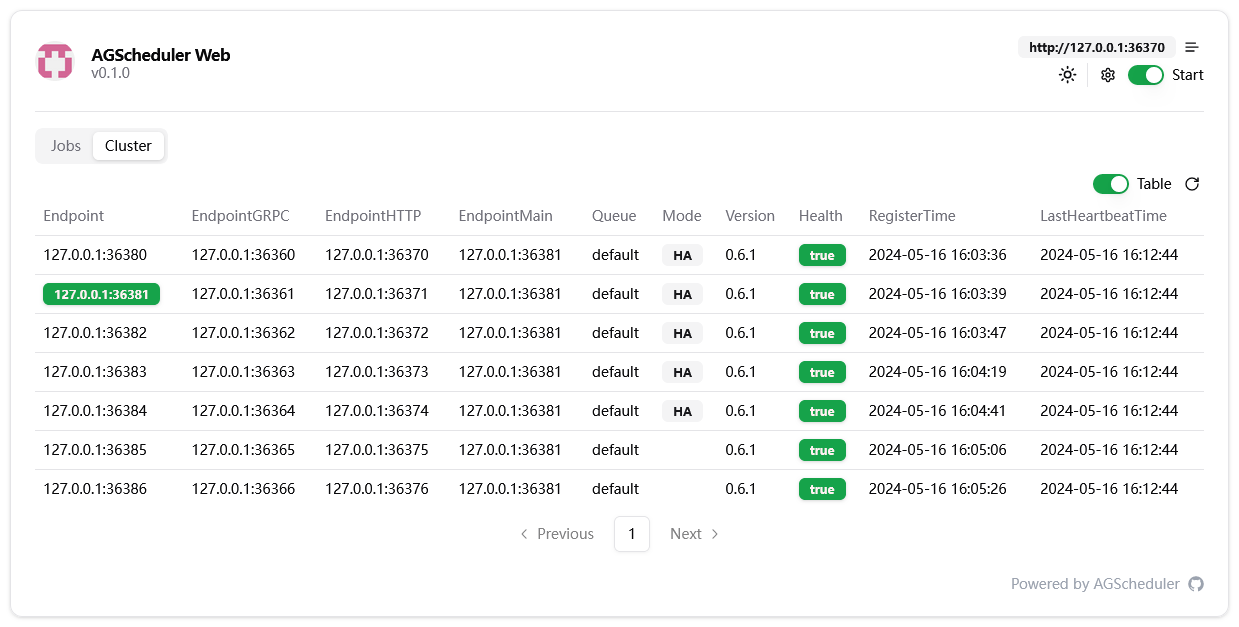 AGScheduler Web
v0.1.0
http://127.0.0.1:36370
Start
Jobs Cluster
Table
Endpoint EndpointGRPC EndpointHTTP EndpointMain Queue Mode Version Health RegisterTime LastHeartbeatTime
127.0.0.1:36380 127.0.0.1:36360 127.0.0.1:36370 127.0.0.1:36381 default HA 0.6.1 true 2024-05-16 16:03:36 2024-05-16 16:12:44
127.0.0.1:36381 127.0.0.1:36361 127.0.0.1:36371 127.0.0.1:36381 default HA 0.6.1 true 2024-05-16 16:03:39 2024-05-16 16:12:44
127.0.0.1:36382 127.0.0.1:36362 127.0.0.1:36372 127.0.0.1:36381 default HA 0.6.1 true 2024-05-16 16:03:47 2024-05-16 16:12:44
127.0.0.1:36383 127.0.0.1:36363 127.0.0.1:36373 127.0.0.1:36381 default HA 0.6.1 true 2024-05-16 16:04:19 2024-05-16 16:12:44
127.0.0.1:36384 127.0.0.1:36364 127.0.0.1:36374 127.0.0.1:36381 default HA 0.6.1 true 2024-05-16 16:04:41 2024-05-16 16:12:44
127.0.0.1:36385 127.0.0.1:36365 127.0.0.1:36375 127.0.0.1:36381 default 0.6.1 true 2024-05-16 16:05:06 2024-05-16 16:12:44
127.0.0.1:36386 127.0.0.1:36366 127.0.0.1:36376 127.0.0.1:36381 default 0.6.1 true 2024-05-16 16:05:26 2024-05-16 16:12:44
Previous 1 Next
Powered by AGScheduler